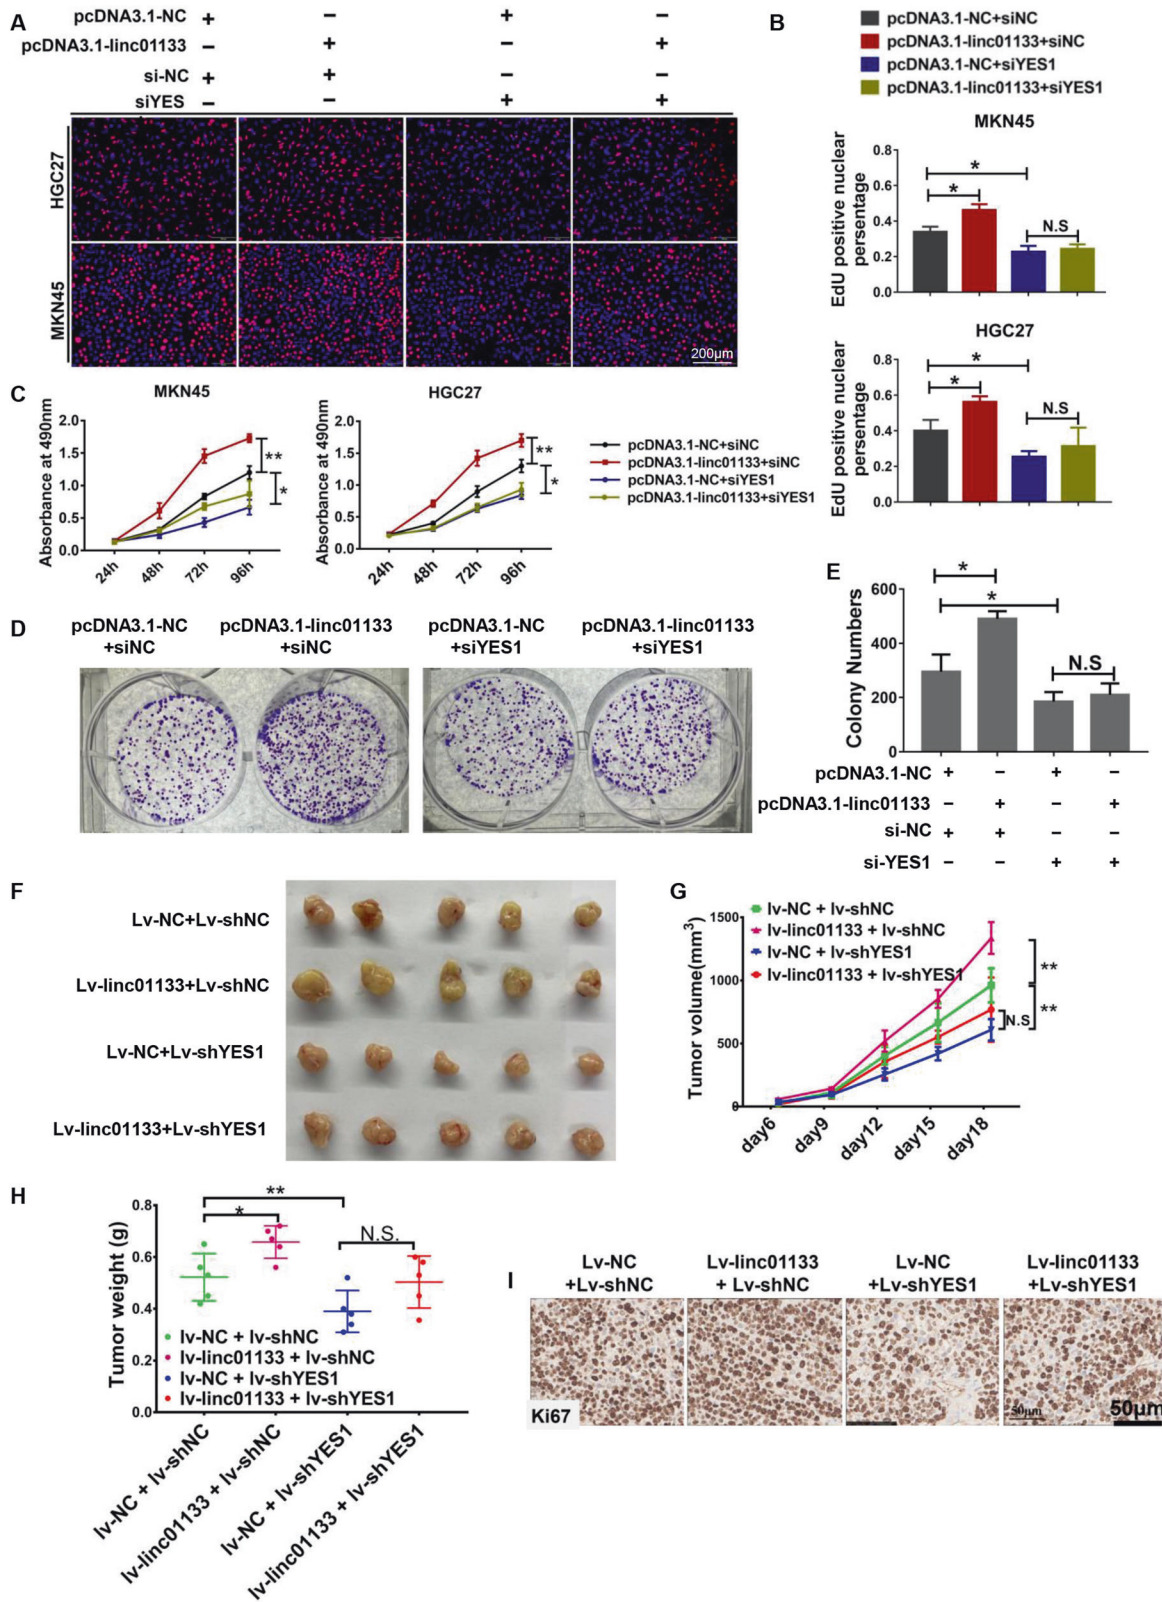 A
pcDNA3.1-NC + – + –
pcDNA3.1-linc01133 – + – +
si-NC + + – –
siYES – – + +
HGC27
MKN45
200μm
B
pcDNA3.1-NC+siNC
pcDNA3.1-linc01133+siNC
pcDNA3.1-NC+siYES1
pcDNA3.1-linc01133+siYES1
MKN45
EdU positive nuclear
persentage
0.8
0.6
0.4
0.2
0.0
*
*
N.S
HGC27
EdU positive nuclear
persentage
0.8
0.6
0.4
0.2
0.0
*
*
N.S
C
MKN45
Absorbance at 490nm
2.0
1.5
1.0
0.5
0.0
24h
48h
72h
96h
**
*
HGC27
Absorbance at 490nm
2.0
1.5
1.0
0.5
0.0
24h
48h
72h
96h
**
*
pcDNA3.1-NC+siNC
pcDNA3.1-linc01133+siNC
pcDNA3.1-NC+siYES1
pcDNA3.1-linc01133+siYES1
D
pcDNA3.1-NC
+siNC
pcDNA3.1-linc01133
+siNC
pcDNA3.1-NC
+siYES1
pcDNA3.1-linc01133
+siYES1
E
Colony Numbers
600
400
200
0
*
*
N.S
pcDNA3.1-NC + – + –
pcDNA3.1-linc01133 – + – +
si-NC + + – –
si-YES1 – – + +
F
Lv-NC+Lv-shNC
Lv-linc01133+Lv-shNC
Lv-NC+Lv-shYES1
Lv-linc01133+Lv-shYES1
G
lv-NC + lv-shNC
lv-linc01133 + lv-shNC
lv-NC + lv-shYES1
lv-linc01133 + lv-shYES1
Tumor volume(mm3)
1500
1000
500
0
day6
day9
day12
day15
day18
**
**
N.S
H
Tumor weight (g)
0.8
0.6
0.4
0.2
0.0
**
*
N.S.
lv-NC + lv-shNC
lv-linc01133 + lv-shNC
lv-NC + lv-shYES1
lv-linc01133 + lv-shYES1
lv-NC + lv-shNC
lv-linc01133 + lv-shNC
lv-NC + lv-shYES1
lv-linc01133 + lv-shYES1
I
Lv-NC
+Lv-shNC
Lv-linc01133
+ Lv-shNC
Lv-NC
+Lv-shYES1
Lv-linc01133
+Lv-shYES1
Ki67
50μm
50μm